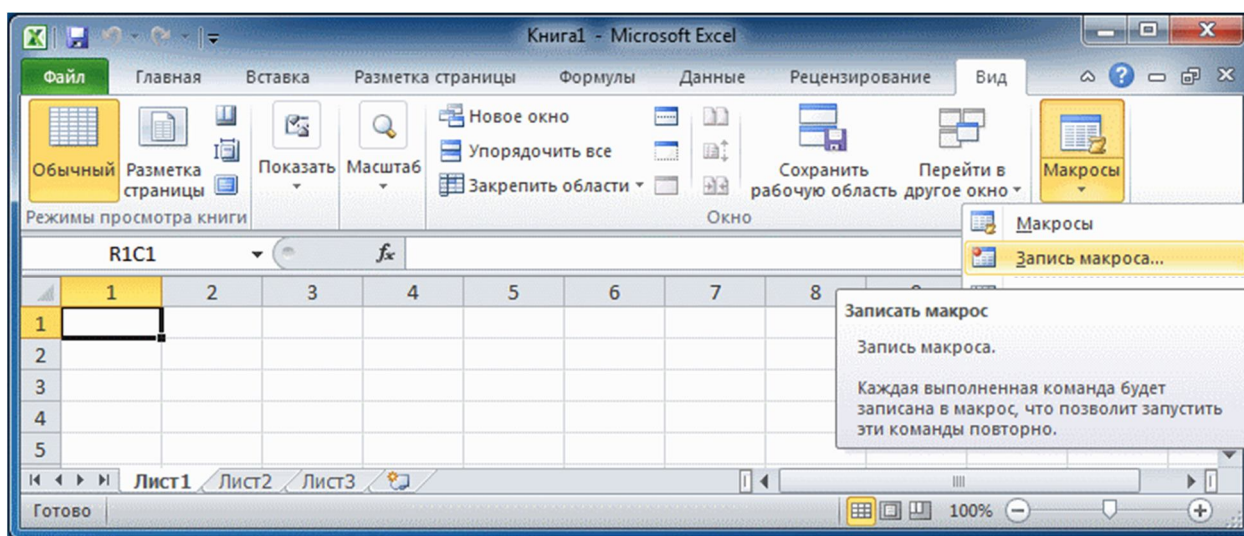 Книга1 - Microsoft Excel
Файл Главная Вставка Разметка страницы Формулы Данные Рецензирование Вид
Обычный Разметка страницы Показать Масштаб
Новое окно
Упорядочить все
Закрепить области
Сохранить рабочую область Перейти в другое окно Макросы
Режимы просмотра книги Окно
Макросы
Запись макроса...
R1C1 fx
1 2 3 4 5 6 7 8
1
2
3
4
5
Записать макрос
Запись макроса.
Каждая выполненная команда будет
записана в макрос, что позволит запустить
эти команды повторно.
Лист1 Лист2 Лист3
Готово 100%